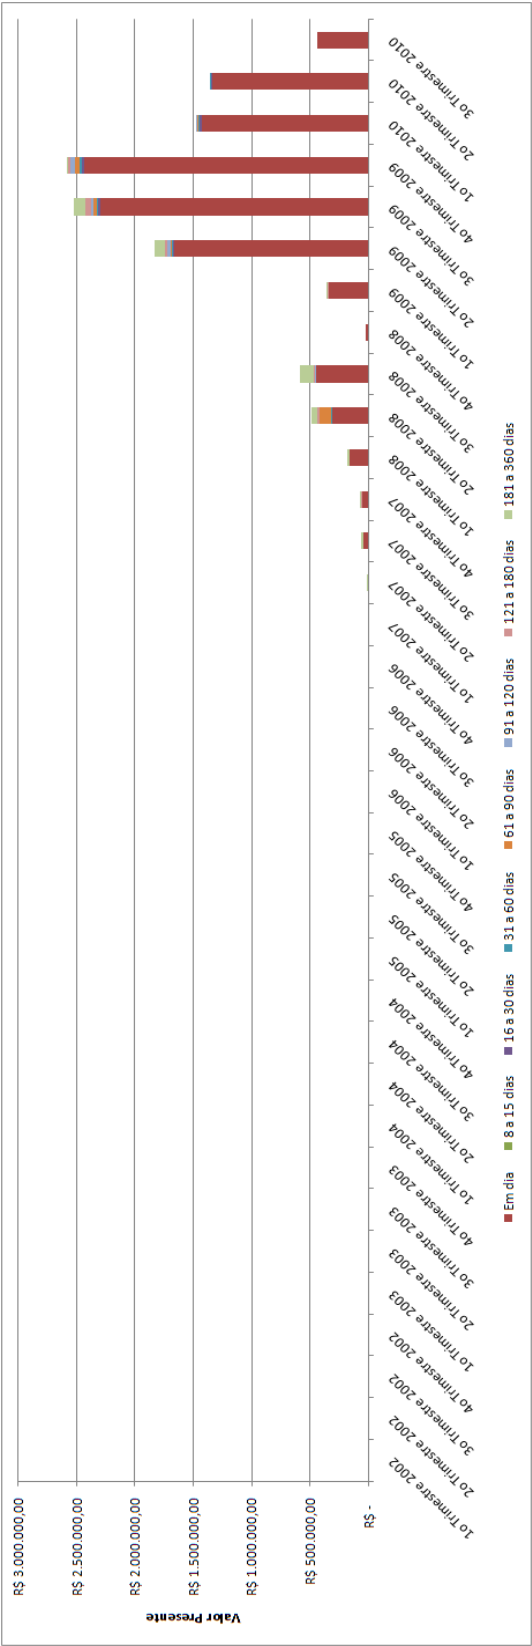 Valor Presente
R$ 3.000.000,00
R$ 2.500.000,00
R$ 2.000.000,00
R$ 1.500.000,00
R$ 1.000.000,00
R$ 500.000,00
R$ -
1o Trimestre 2002
2o Trimestre 2002
3o Trimestre 2002
4o Trimestre 2002
1o Trimestre 2003
2o Trimestre 2003
3o Trimestre 2003
4o Trimestre 2003
1o Trimestre 2004
2o Trimestre 2004
3o Trimestre 2004
4o Trimestre 2004
1o Trimestre 2005
2o Trimestre 2005
3o Trimestre 2005
4o Trimestre 2005
1o Trimestre 2006
2o Trimestre 2006
3o Trimestre 2006
4o Trimestre 2006
1o Trimestre 2007
2o Trimestre 2007
3o Trimestre 2007
4o Trimestre 2007
1o Trimestre 2008
2o Trimestre 2008
3o Trimestre 2008
4o Trimestre 2008
1o Trimestre 2009
2o Trimestre 2009
3o Trimestre 2009
4o Trimestre 2009
1o Trimestre 2010
2o Trimestre 2010
3o Trimestre 2010
Em dia
8 a 15 dias
16 a 30 dias
31 a 60 dias
61 a 90 dias
91 a 120 dias
121 a 180 dias
181 a 360 dias